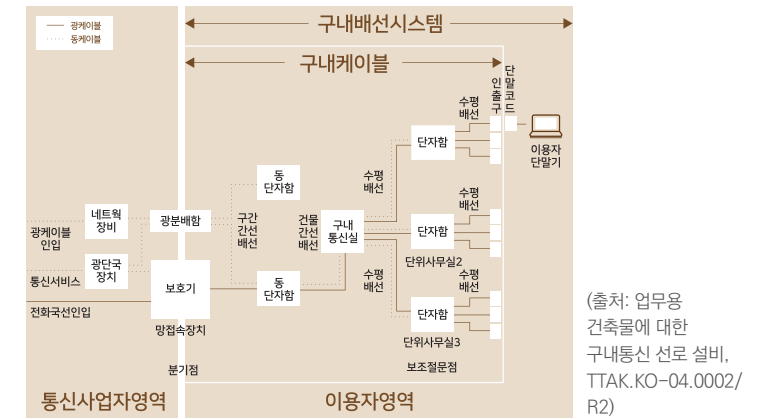 광케이블
동케이블
구내배선시스템
구내케이블
단말코드
인출구
수평
배선
단자함
이용자
단말기
동
단자함
수평
배선
수평
배선
네트웍
장비
광분배함
구간
간선
배선
건물
간선
배선
구내
통신실
단자함
광케이블
인입
단위사무실2
광단국
장치
통신서비스
보호기
동
단자함
수평
배선
수평
배선
단자함
전화국선인입
망접속장치
단위사무실3
분기점
보조절문점
통신사업자영역
이용자영역
(출처: 업무용
건축물에 대한
구내통신 선로 설비,
TTAK.KO-04.0002/
R2)